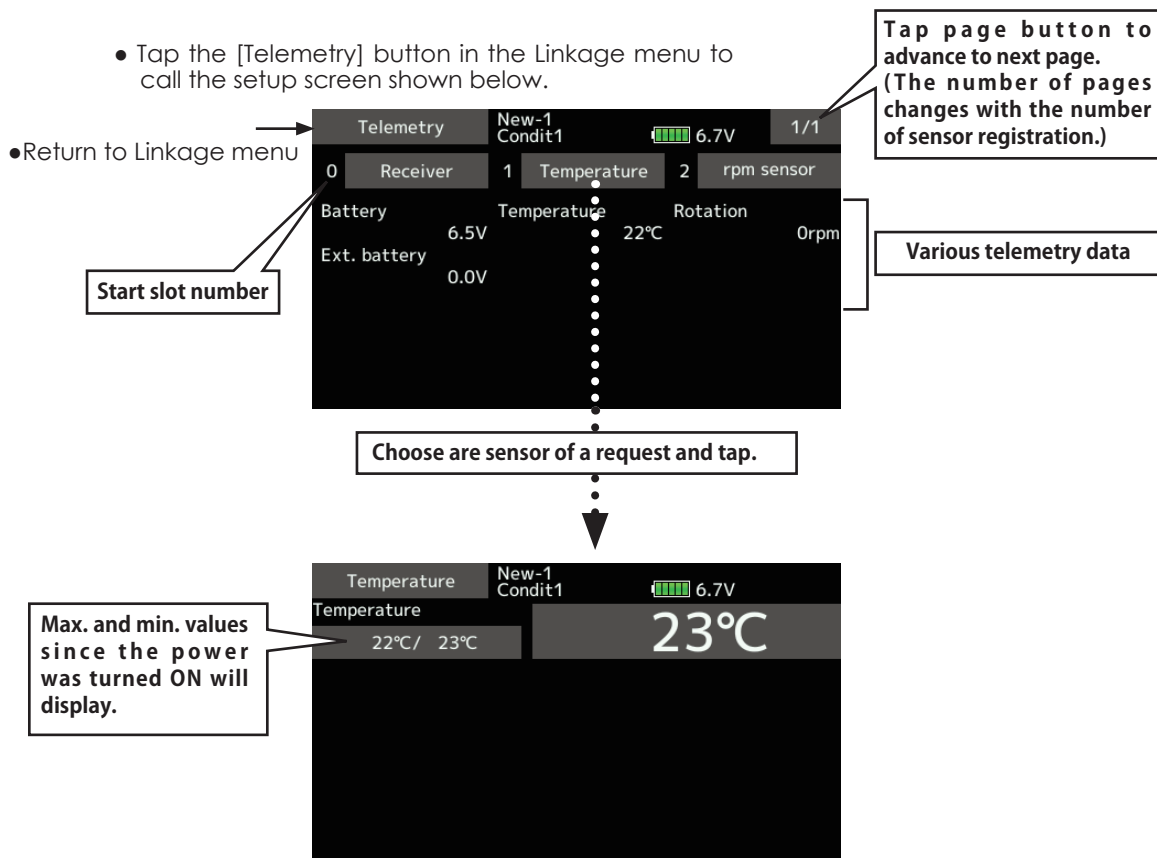 ● Tap the [Telemetry] button in the Linkage menu to
call the setup screen shown below.
Tap page button to
advance to next page.
(The number of pages
changes with the number
of sensor registration.)
●Return to Linkage menu
Telemetry
New-1
Condit1
6.7V
1/1
0 Receiver 1 Temperature 2 rpm sensor
Battery Temperature Rotation
6.5V 22℃ 0rpm
Ext. battery
0.0V
Start slot number
Various telemetry data
Choose are sensor of a request and tap.
Temperature
New-1
Condit1
6.7V
Temperature
22℃/ 23℃
23℃
Max. and min. values
since the power
was turned ON will
display.